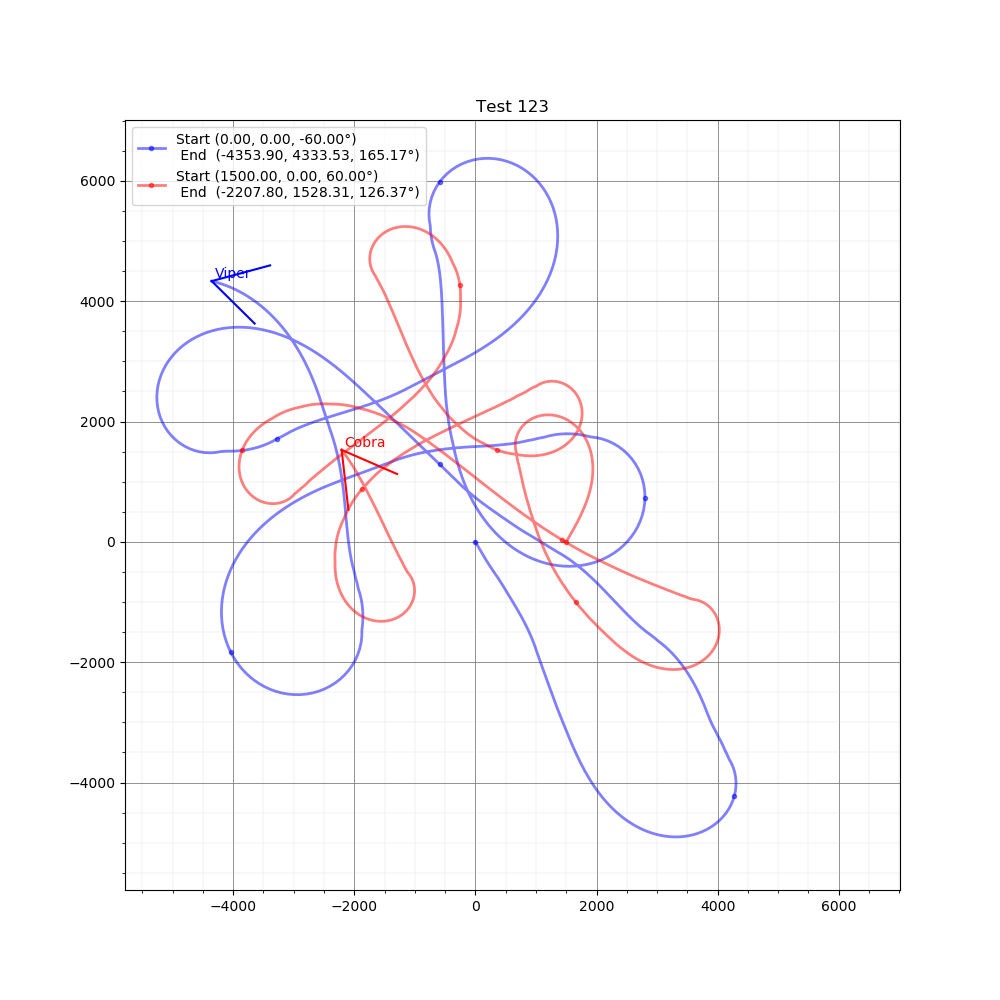 Test 123
Start (0.00, 0.00, -60.00°)
End  (-4353.90, 4333.53, 165.17°)
Start (1500.00, 0.00, 60.00°)
End  (-2207.80, 1528.31, 126.37°)
6000
Viper
4000
2000
Cobra
0
−2000
−4000
−4000
−2000
0
2000
4000
6000